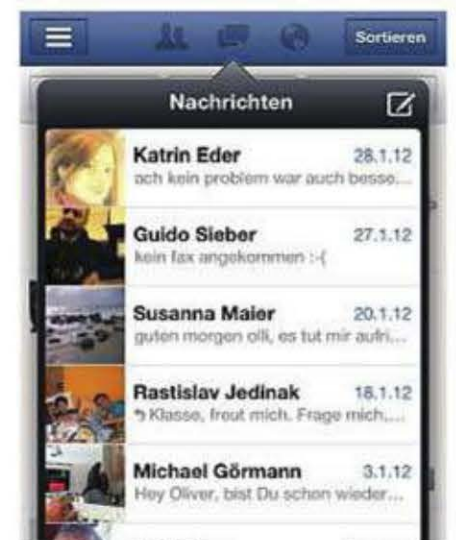 Sortieren
Nachrichten
Katrin Eder 28.1.12
ach kein problem war auch besse...
Guido Sieber 27.1.12
kein fax angekommen :-(
Susanna Maier 20.1.12
guten morgen olli, es tut mir aufri...
Rastislav Jedinak 18.1.12
Klasse, freut mich. Frage mich,...
Michael Görmann 3.1.12
Hey Oliver, bist Du schon wieder...